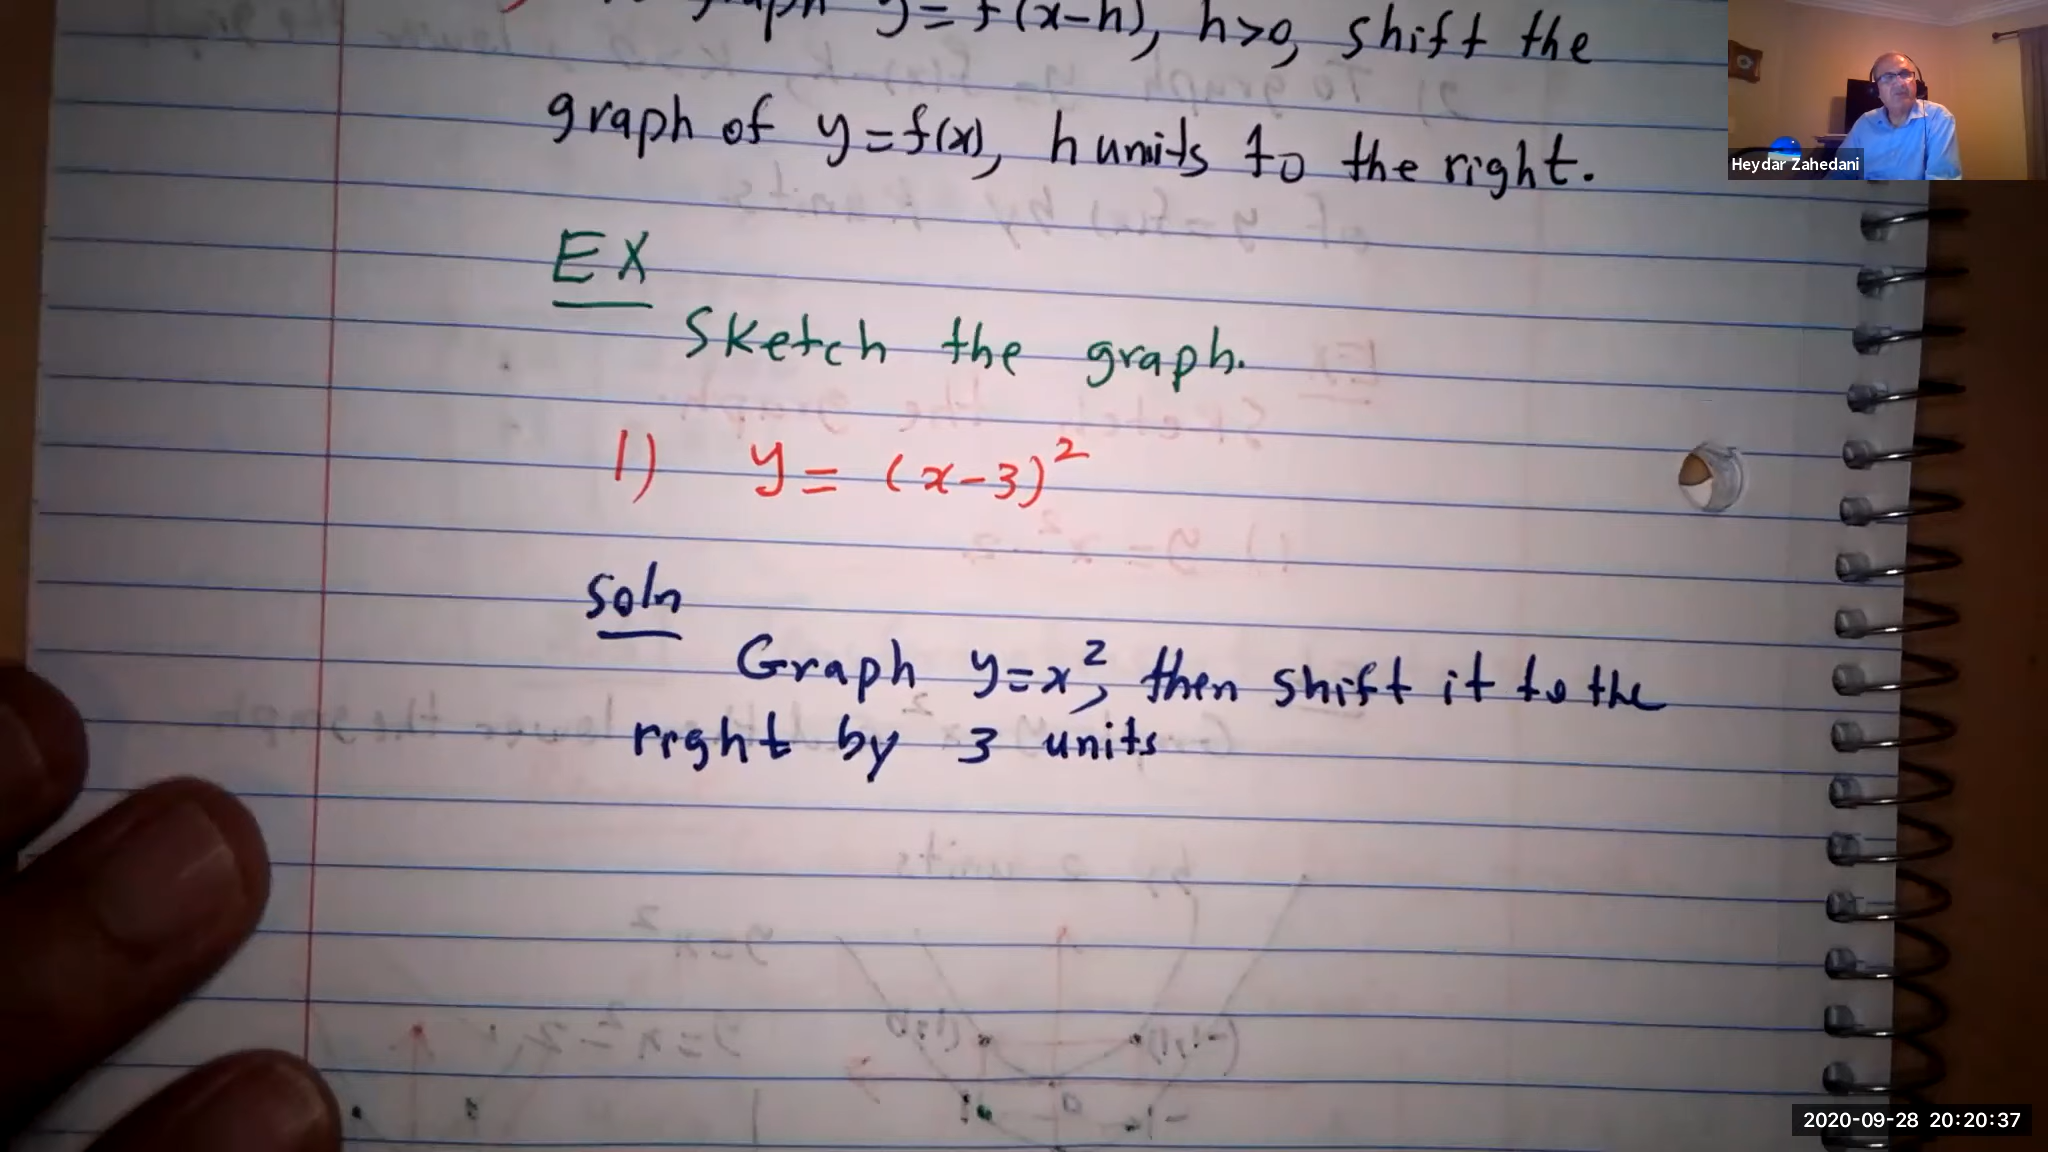 graph y=f(x-h), h>0, shift the
graph of y=f(x), h units to the right.
EX
Sketch the graph.
1) y= (x-3)²
Soln
Graph y=x², then shift it to the
right by 3 units
Heydar Zahedani
2020-09-28 20:20:37